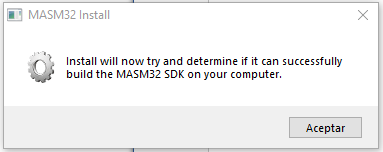 MASM32 Install
Install will now try and determine if it can successfully
build the MASM32 SDK on your computer.
Aceptar